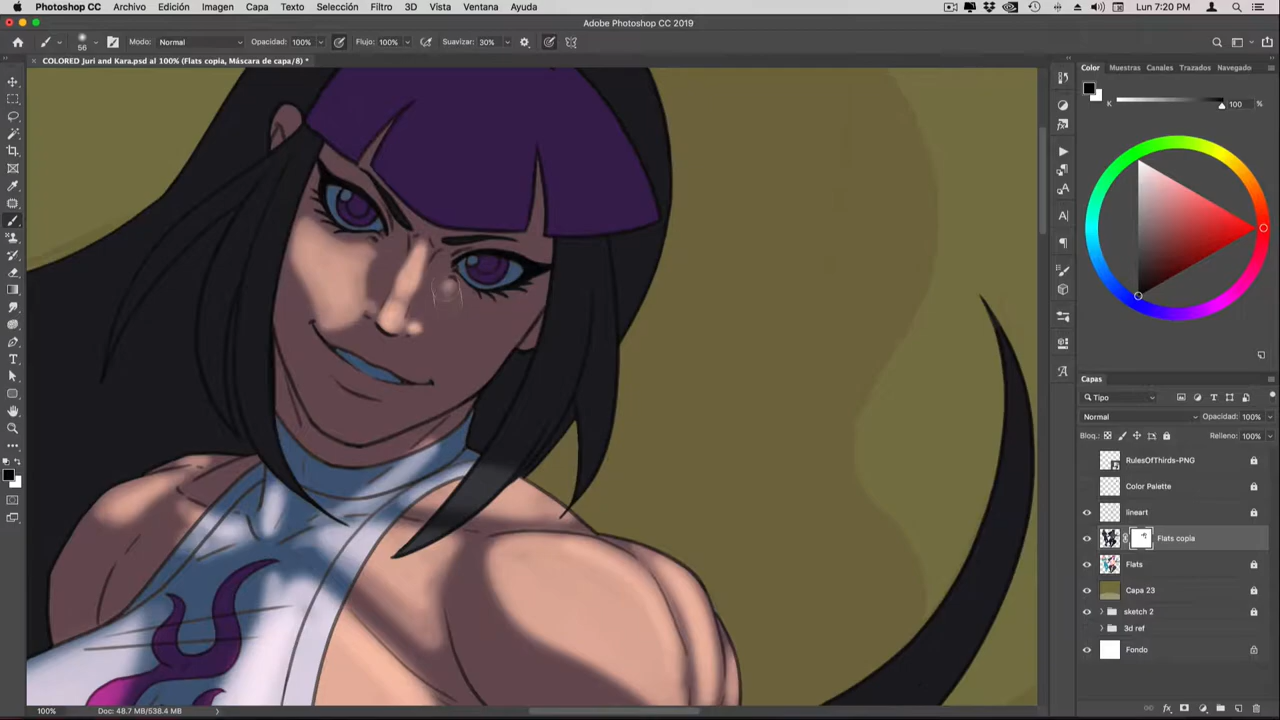 Photoshop CC Archivo Edición Imagen Capa Texto Selección Filtro 3D Vista Ventana Ayuda Lun 7:20 PM
Adobe Photoshop CC 2019
56 Modo: Normal Opacidad: 100% Flujo: 100% Suavizar: 30%
× COLORED Juri and Kara.psd al 100% (Flats copia, Máscara de capa/8) *
Color Muestras Canales Trazados Navegado
K 100 %
Capas
Tipo
Normal Opacidad: 100%
Bloq.: Relleno: 100%
RulesOfThirds-PNG
Color Palette
lineart
Flats copia
Flats
Capa 23
sketch 2
3d ref
Fondo
100% Doc: 48.7 MB/538.4 MB